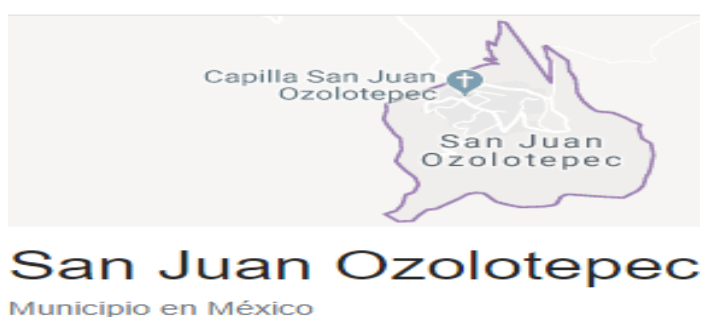 Capilla San Juan
Ozolotepec
San Juan
Ozolotepec
San Juan Ozolotepec
Municipio en México